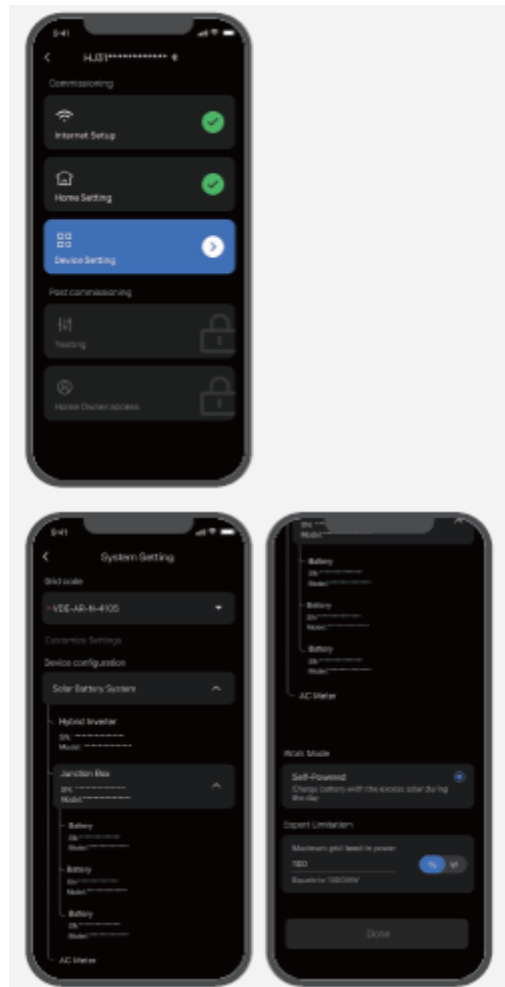 9:41
HJ31************
Commissioning
Internet Setup
Home Setting
Device Setting
Post commissioning
Testing
Home Owner access
9:41
System Setting
Grid code
VDE-AR-N-4105
Customize Settings
Device configuration
Solar Battery System
Hybrid Inverter
SN:
Model:
Junction Box
SN:
Model:
Battery
SN:
Model:
Battery
SN:
Model:
Battery
SN:
Model:
AC Meter
SN:
Model:
Battery
SN:
Model:
Battery
SN:
Model:
Battery
SN:
Model:
AC Meter
Work Mode
Self-Powered
Charge battery with the excess solar during
the day
Export Limitation
Maximum grid feed in power
100
%
W
Equals to
Done